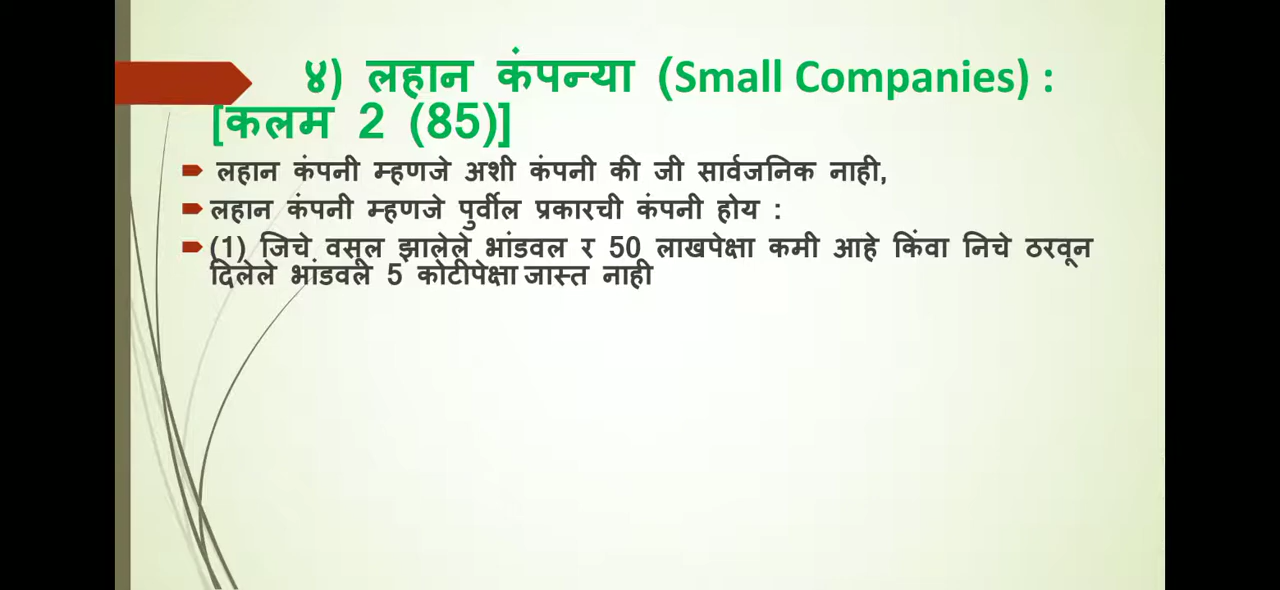 ४) लहान कंपन्या (Small Companies) :
[कलम 2 (85)]
लहान कंपनी म्हणजे अशी कंपनी की जी सार्वजनिक नाही,
लहान कंपनी म्हणजे पुर्वील प्रकारची कंपनी होय :
(1) जिचे वसूल झालेले भांडवल र 50 लाखपेक्षा कमी आहे किंवा निचे ठरवून
दिलेले भांडवल 5 कोटीपेक्षा जास्त नाही